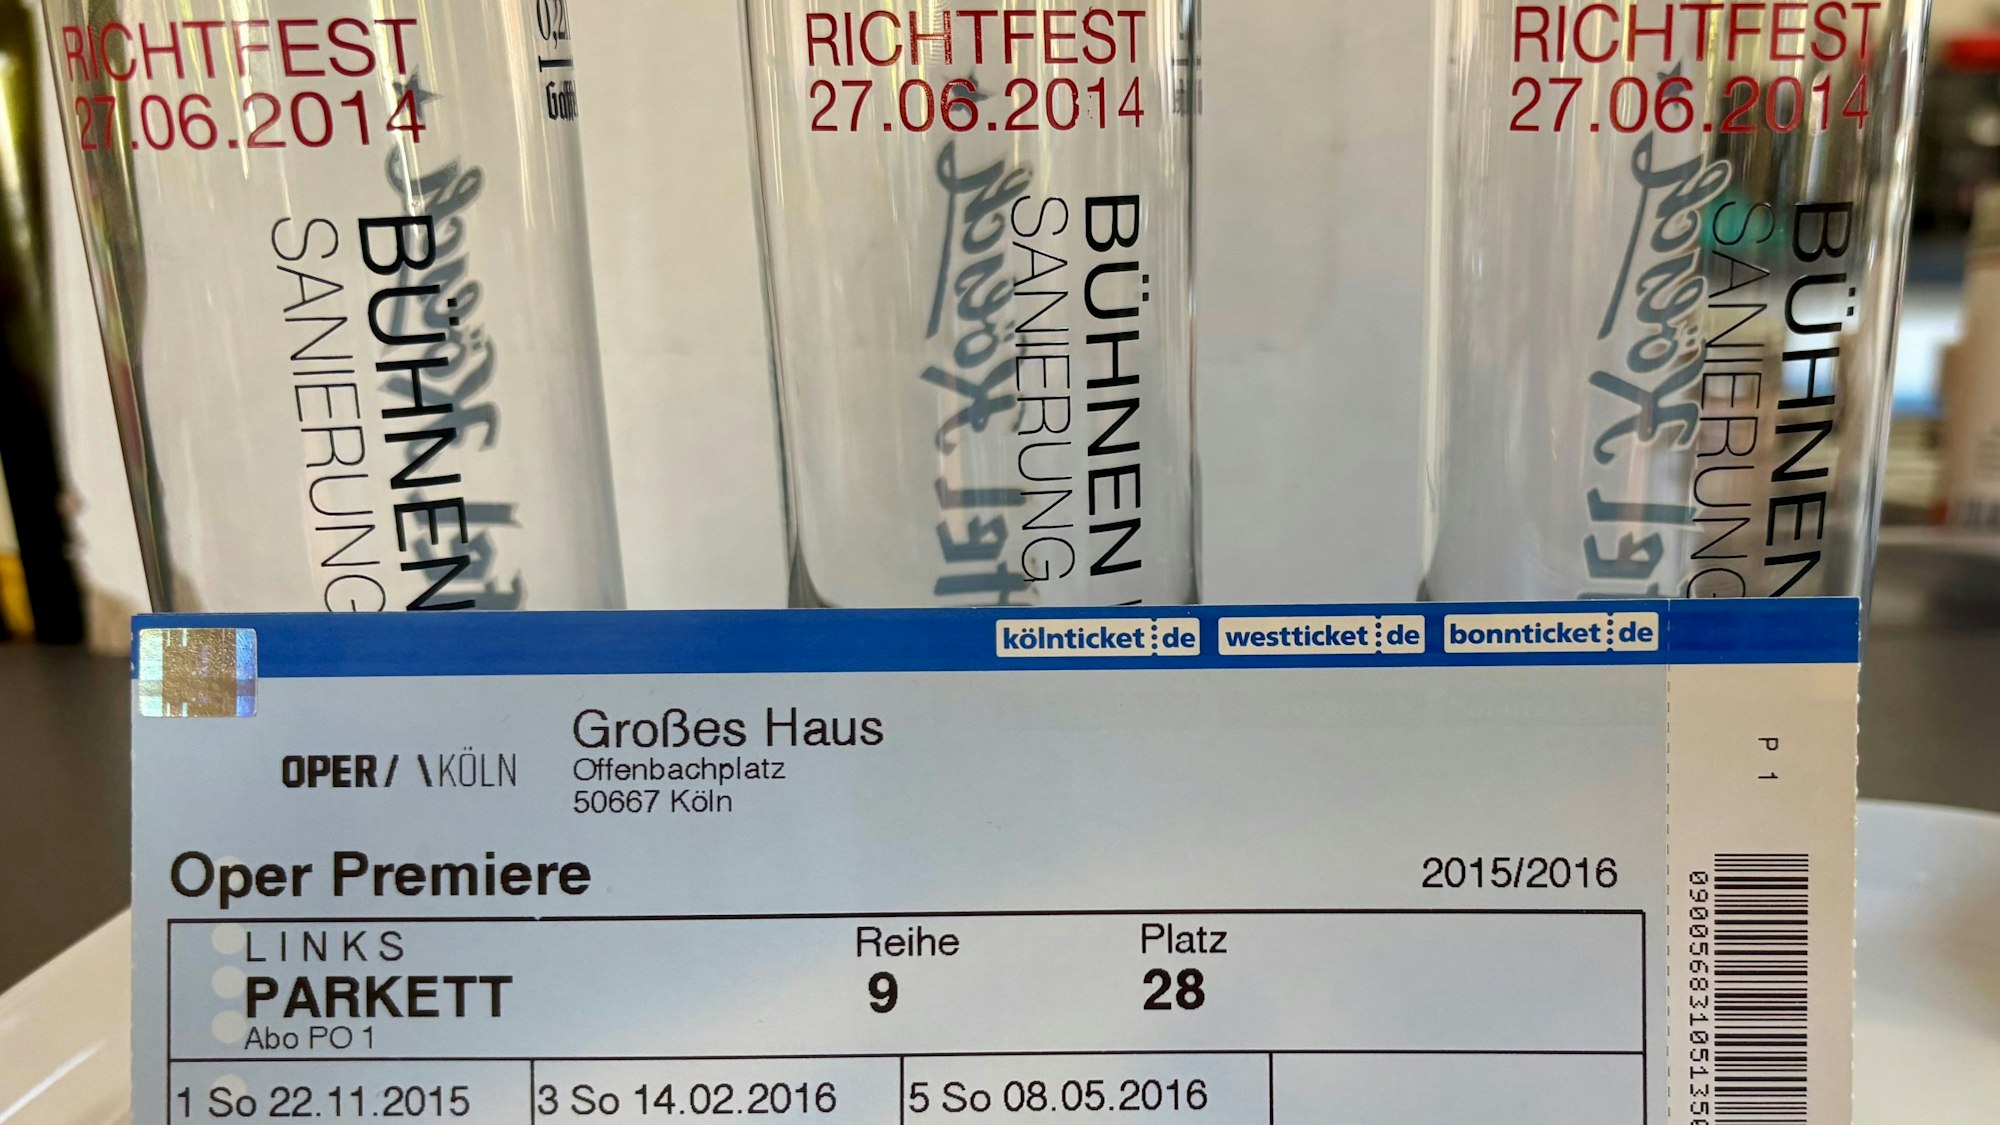 RICHTFEST
27.06.2014
BÜHNEN
SANIERUNG
0,2
RICHTFEST
27.06.2014
BÜHNEN
SANIERUNG
RICHTFEST
27.06.2014
BÜHNEN
SANIERUNG
kölnticket.de westticket.de bonnticket.de
OPER/ \KÖLN
Großes Haus
Offenbachplatz
50667 Köln
P 1
Oper Premiere 2015/2016
LINKS Reihe Platz
PARKETT 9 28
Abo PO 1
1 So 22.11.2015 3 So 14.02.2016 5 So 08.05.2016